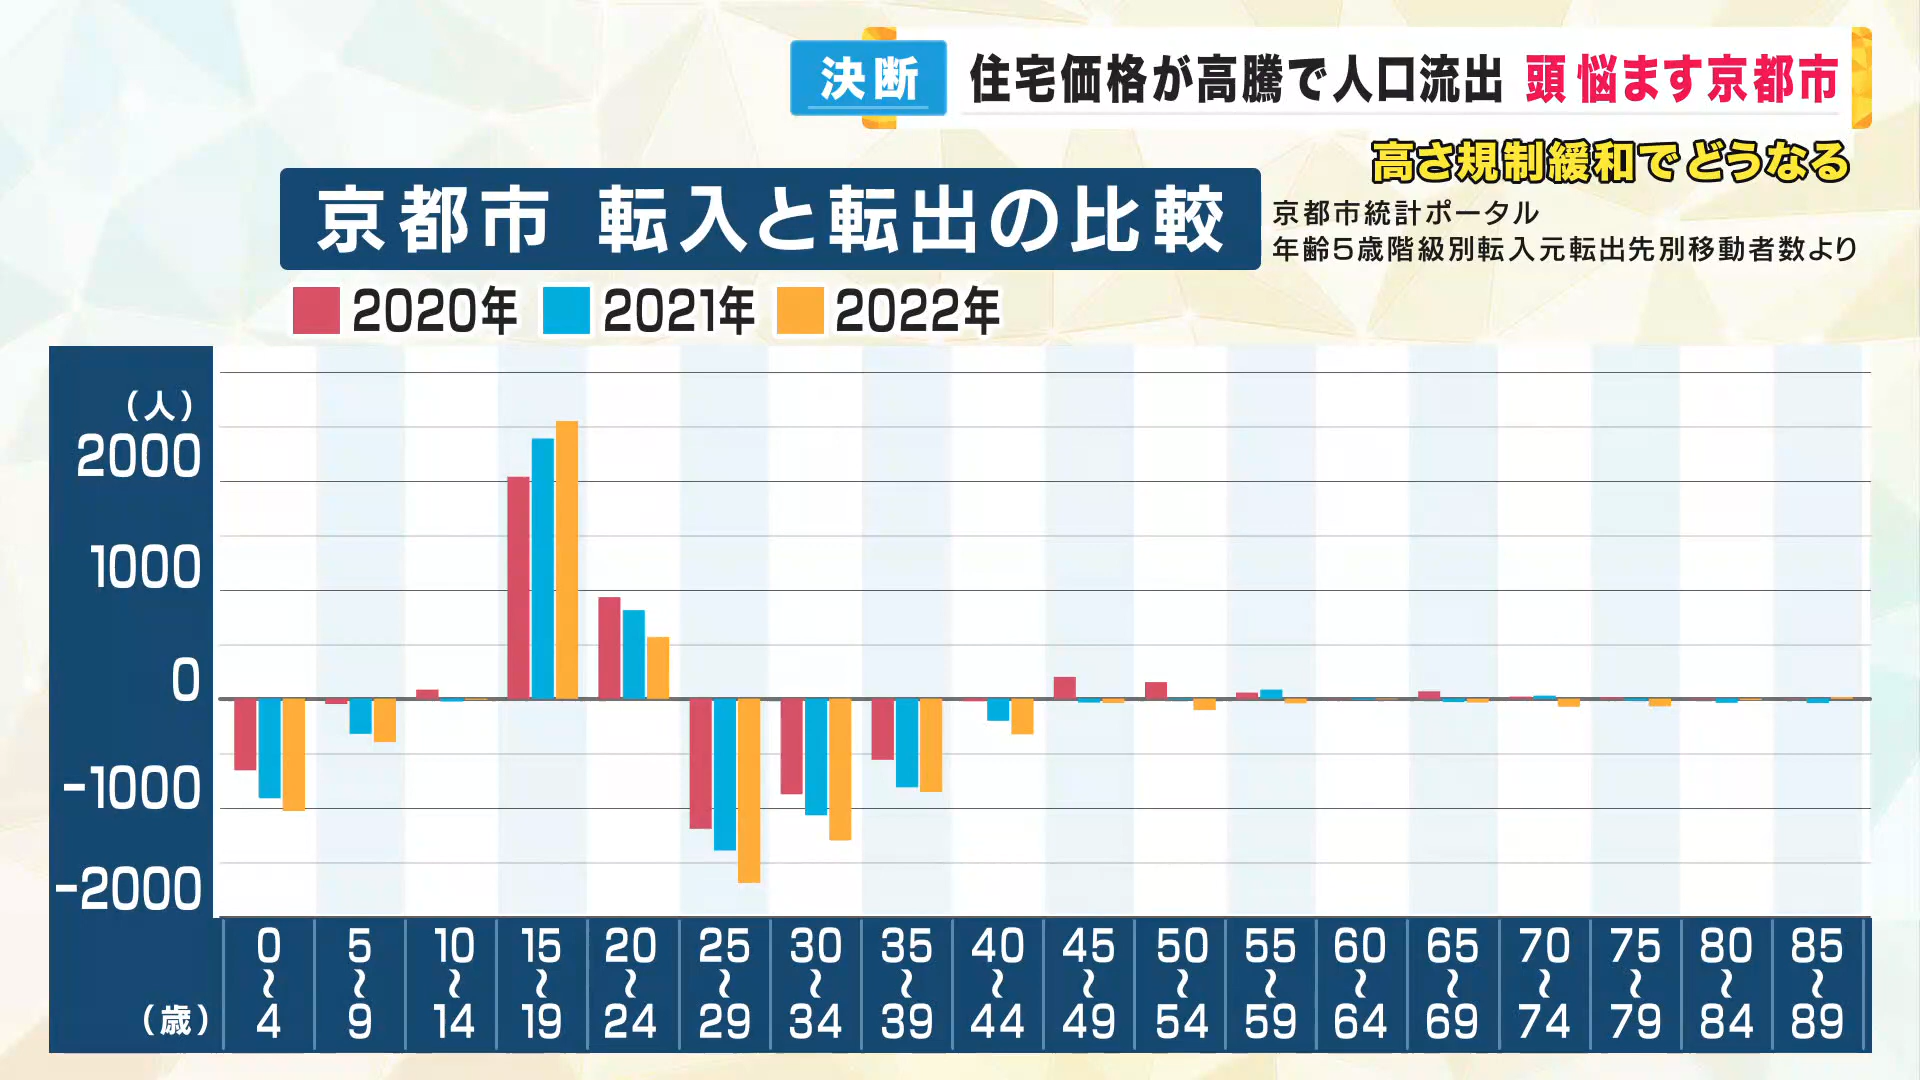 決断 住宅価格が高騰で人口流出 頭悩ます京都市
高さ規制緩和でどうなる
京都市 転入と転出の比較
京都市統計ポータル
年齢5歳階級別転入元転出先別移動者数より
2020年 2021年 2022年
（人）
2000
1000
0
-1000
-2000
（歳）
0〜4
5〜9
10〜14
15〜19
20〜24
25〜29
30〜34
35〜39
40〜44
45〜49
50〜54
55〜59
60〜64
65〜69
70〜74
75〜79
80〜84
85〜89